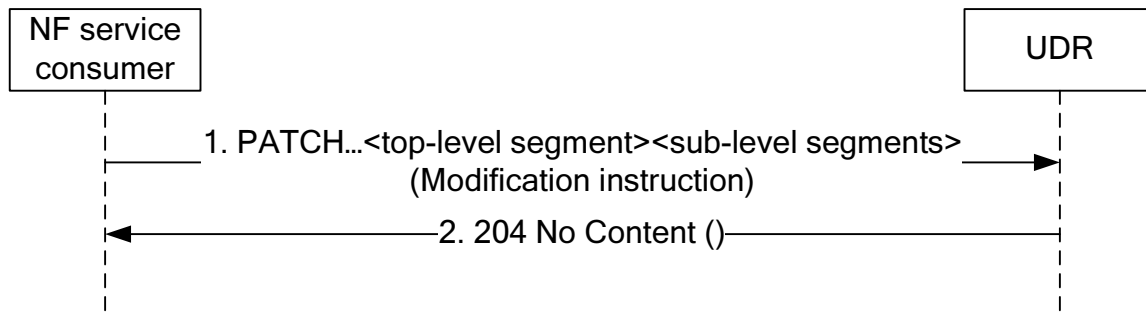 NF service
consumer
UDR
1. PATCH…<top-level segment><sub-level segments>
(Modification instruction)
2. 204 No Content ()